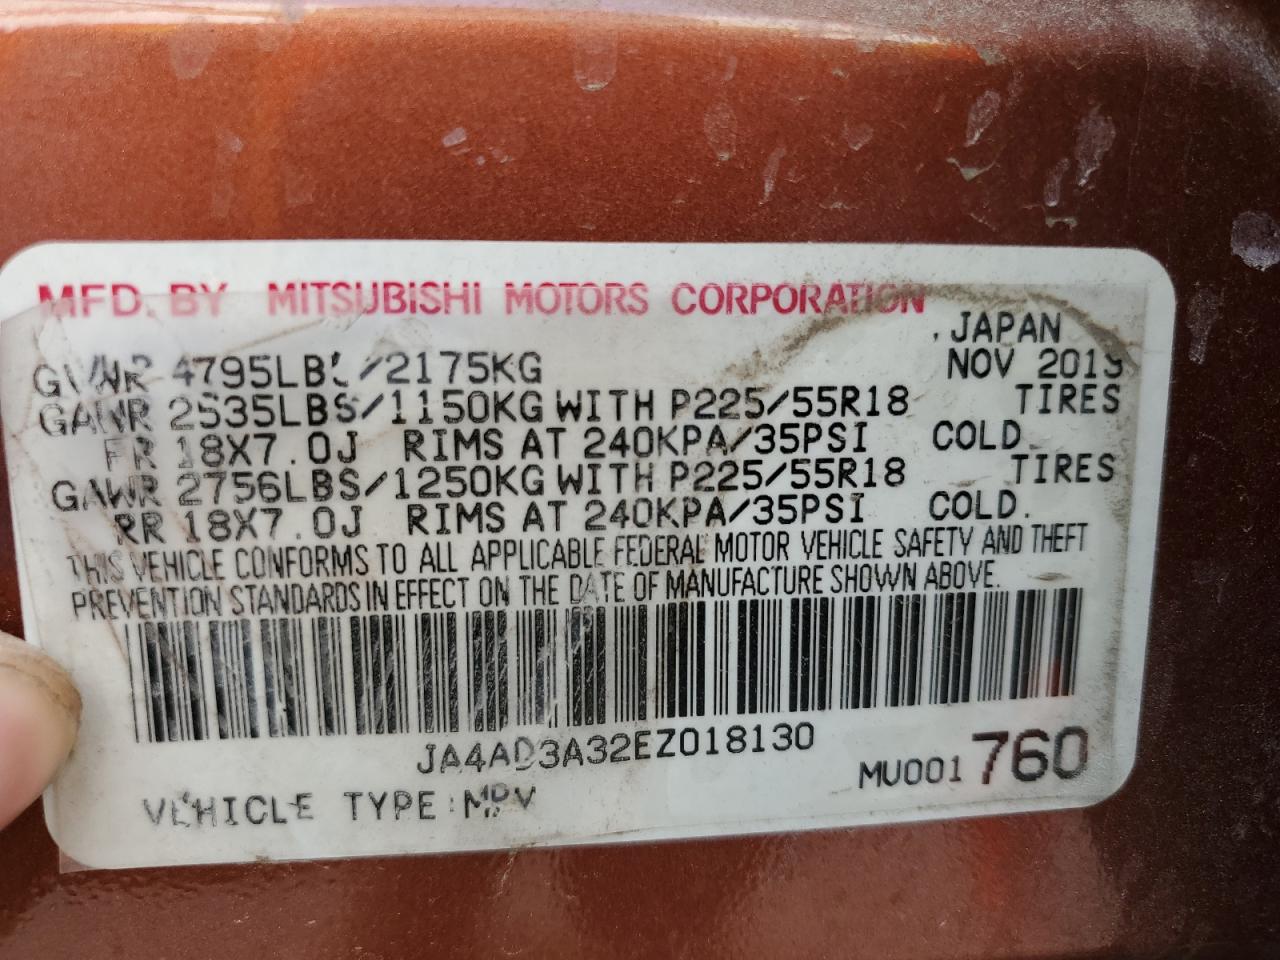 MFD. BY MITSUBISHI MOTORS CORPORATION
JAPAN
GVWR 4795LBS/2175KG NOV 2013
GAWR 2535LBS/1150KG WITH P225/55R18 TIRES
FR 18X7.0J RIMS AT 240KPA/35PSI COLD.
GAWR 2756LBS/1250KG WITH P225/55R18 TIRES
RR 18X7.0J RIMS AT 240KPA/35PSI COLD.
THIS VEHICLE CONFORMS TO ALL APPLICABLE FEDERAL MOTOR VEHICLE SAFETY AND THEFT
PREVENTION STANDARDS IN EFFECT ON THE DATE OF MANUFACTURE SHOWN ABOVE.
JA4AD3A32EZ018130
MU001760
VEHICLE TYPE:MPV